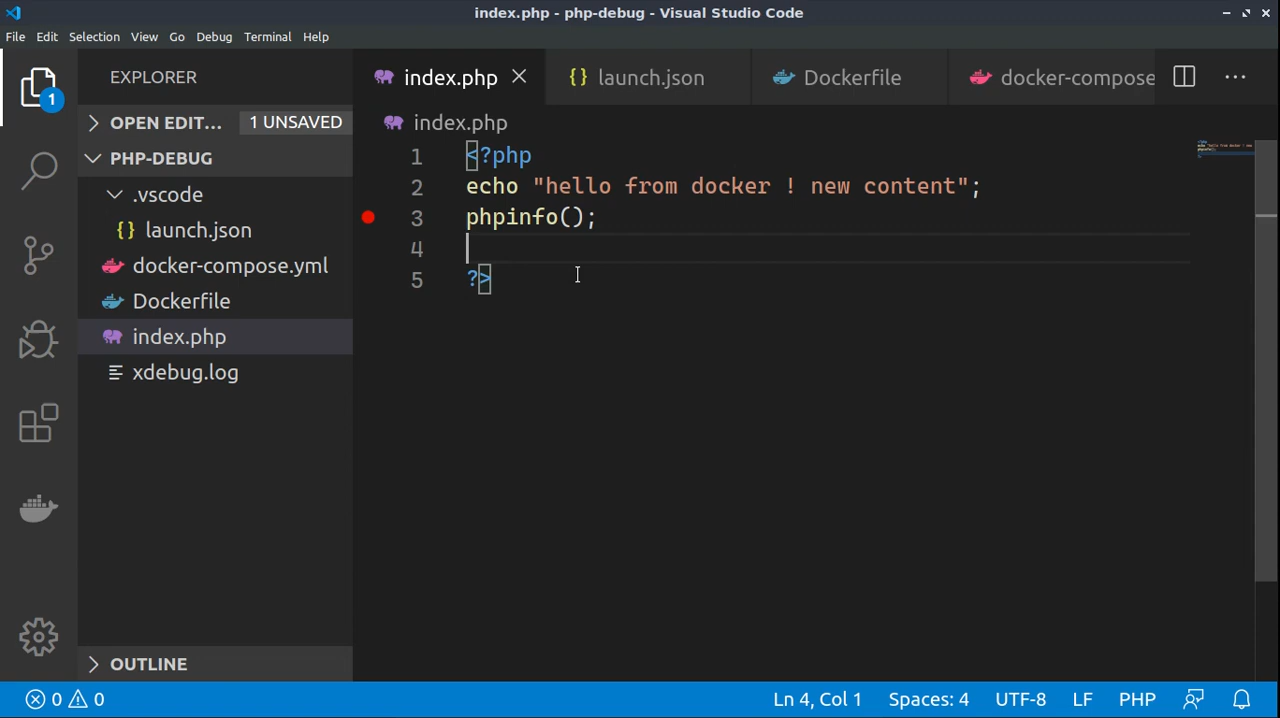 index.php - php-debug - Visual Studio Code
File Edit Selection View Go Debug Terminal Help
1
EXPLORER
OPEN EDIT... 1 UNSAVED
PHP-DEBUG
.vscode
{} launch.json
docker-compose.yml
Dockerfile
index.php
xdebug.log
OUTLINE
index.php {} launch.json Dockerfile docker-compose
index.php
1 <?php
2 echo "hello from docker ! new content";
3 phpinfo();
4
5 ?>
0 0 Ln 4, Col 1 Spaces: 4 UTF-8 LF PHP